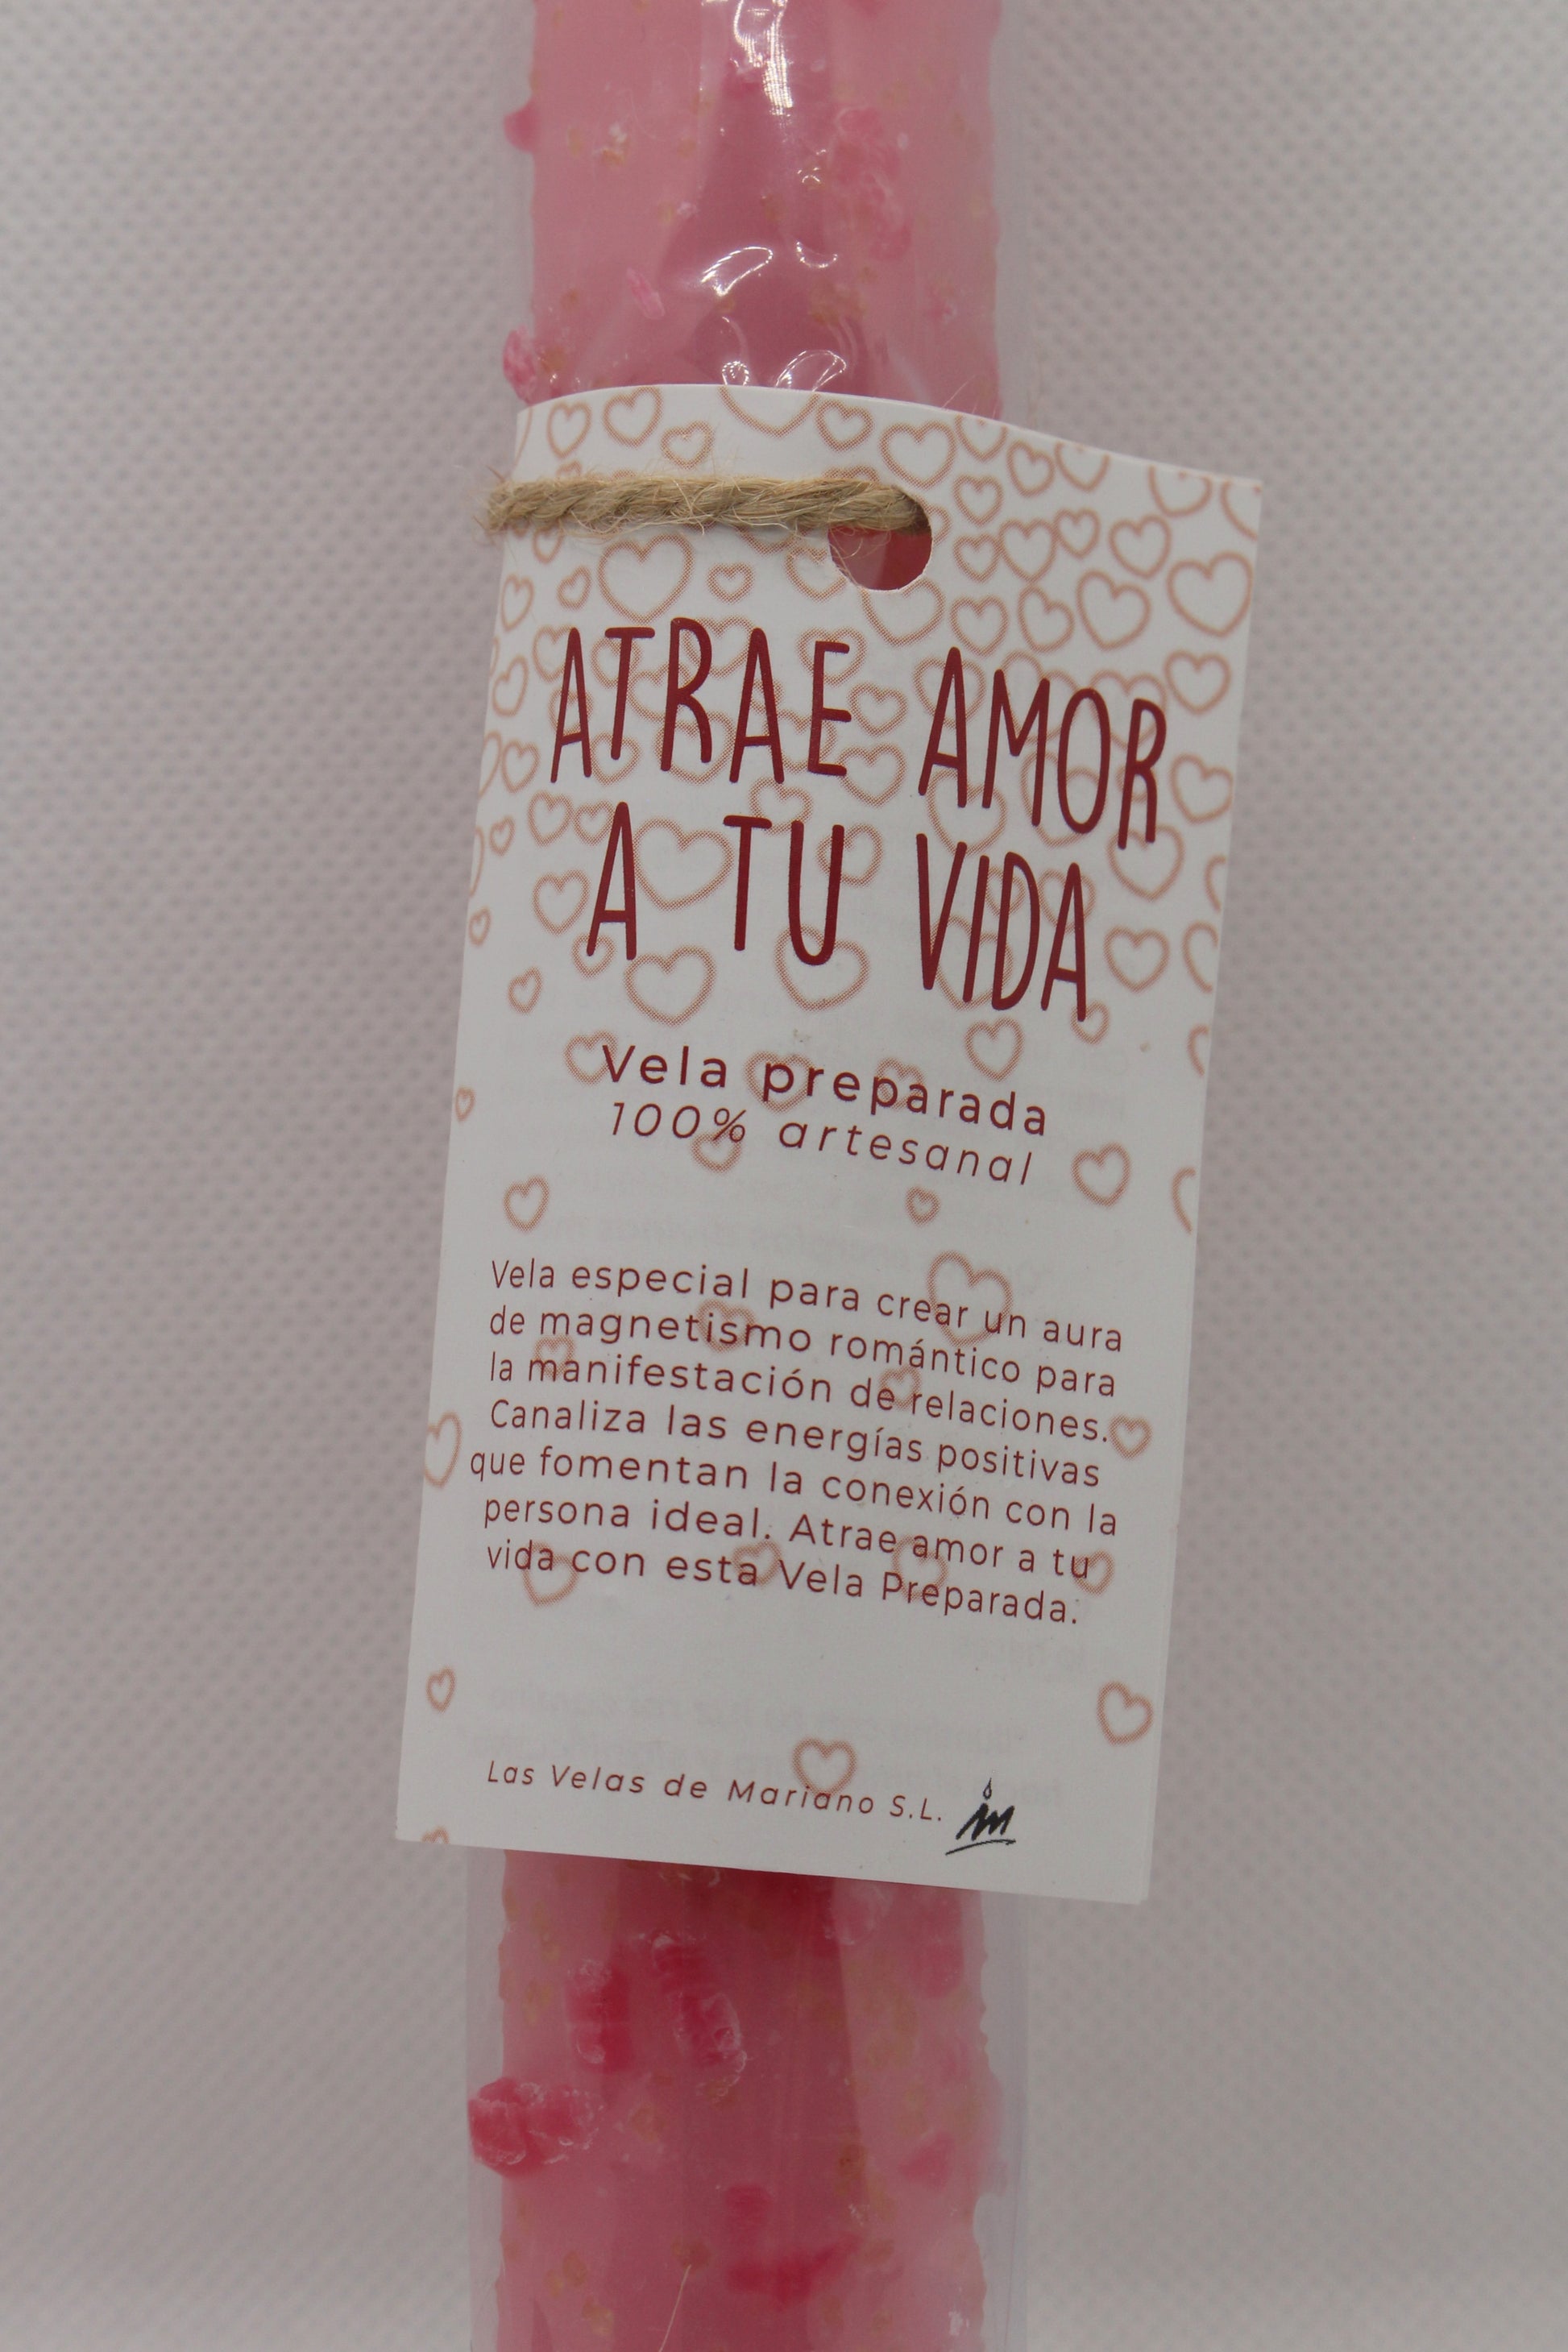 ATRAE AMOR
A TU VIDA
Vela preparada
100% artesanal
Vela especial para crear un aura
de magnetismo romántico para
la manifestación de relaciones.
Canaliza las energías positivas
que fomentan la conexión con la
persona ideal. Atrae amor a tu
vida con esta Vela Preparada.
Las Velas de Mariano S.L. m